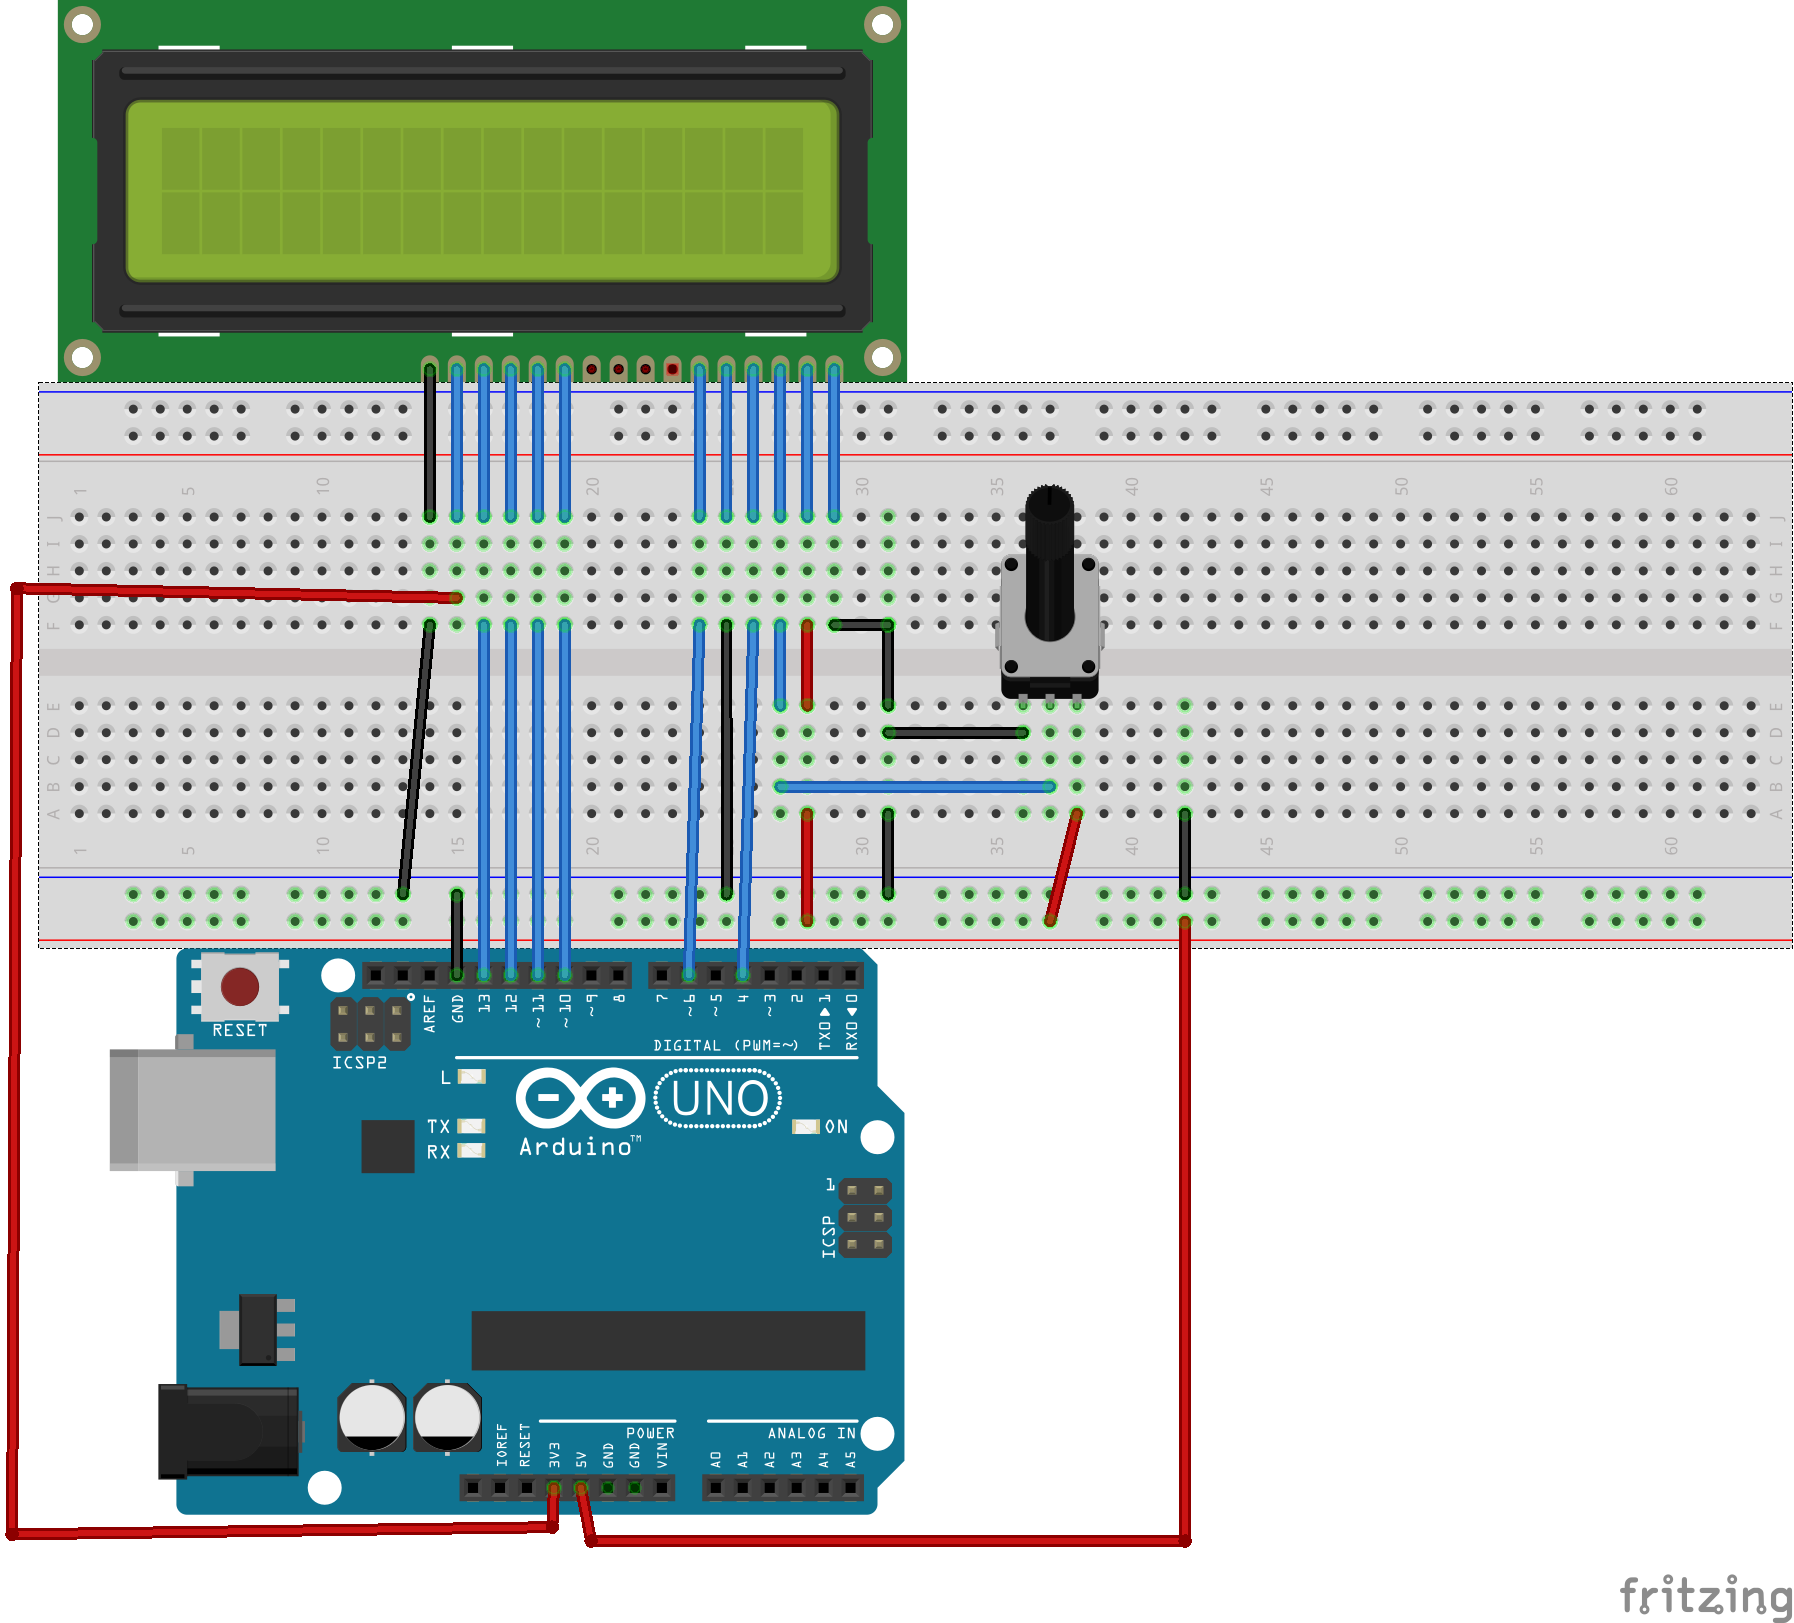 1 5 10 15 20 25 30 35 40 45 50 55 60
J J
I I
H H
G G
F F
E E
D D
C C
B B
A A
1 5 10 15 20 30 35 40 45 50 55 60
RESET
ICSP2
AREF
GND
13
12
~11
~10
~9
8
7
~6
~5
4
~3
2
TX0▶1
RX0◀0
DIGITAL (PWM=~)
L
TX
RX
- +
UNO
Arduino™
ON
1
ICSP
IOREF
RESET
3V3
5V
GND
GND
VIN
POWER
ANALOG IN
A0
A1
A2
A3
A4
A5
fritzing